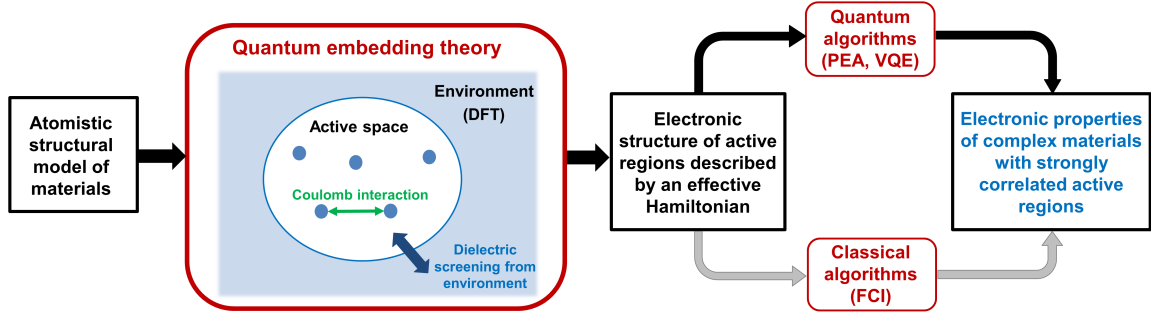 Atomistic
structural
model of
materials
Quantum embedding theory
Environment
(DFT)
Active space
Coulomb interaction
Dielectric
screening from
environment
Electronic
structure of active
regions described
by an effective
Hamiltonian
Quantum
algorithms
(PEA, VQE)
Classical
algorithms
(FCI)
Electronic properties
of complex materials
with strongly
correlated active
regions